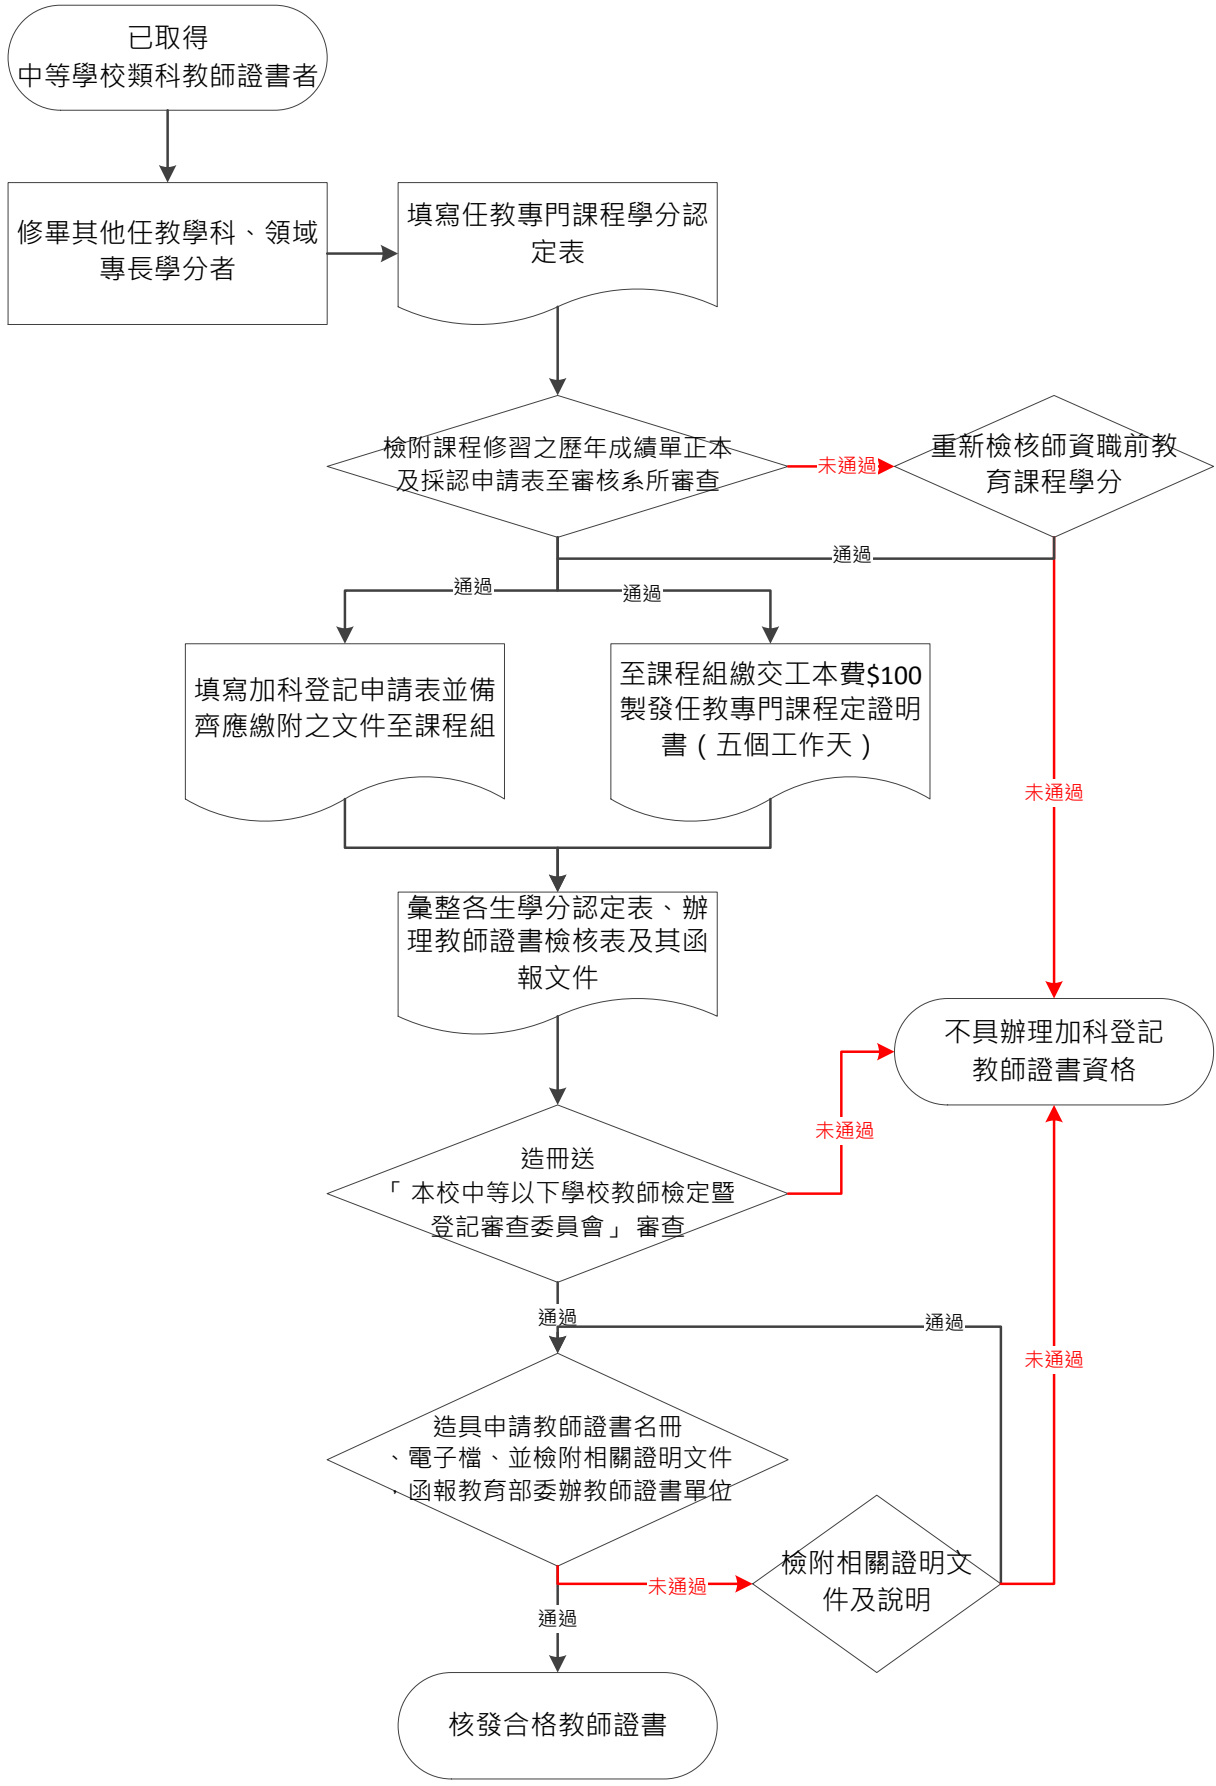 已取得
中等學校類科教師證書者
修畢其他任教學科、領域
專長學分者
填寫任教專門課程學分認
定表
檢附課程修習之歷年成績單正本
及採認申請表至審核系所審查
未通過
重新檢核師資職前教
育課程學分
通過
通過
通過
填寫加科登記申請表並備
齊應繳附之文件至課程組
至課程組繳交工本費$100
製發任教專門課程定證明
書(五個工作天)
未通過
彙整各生學分認定表、辦
理教師證書檢核表及其函
報文件
不具辦理加科登記
教師證書資格
未通過
造冊送
「 本校中等以下學校教師檢定暨
登記審查委員會」 審查
通過
通過
未通過
造具申請教師證書名冊
、電子檔、並檢附相關證明文件
、函報教育部委辦教師證書單位
檢附相關證明文
件及說明
未通過
通過
核發合格教師證書